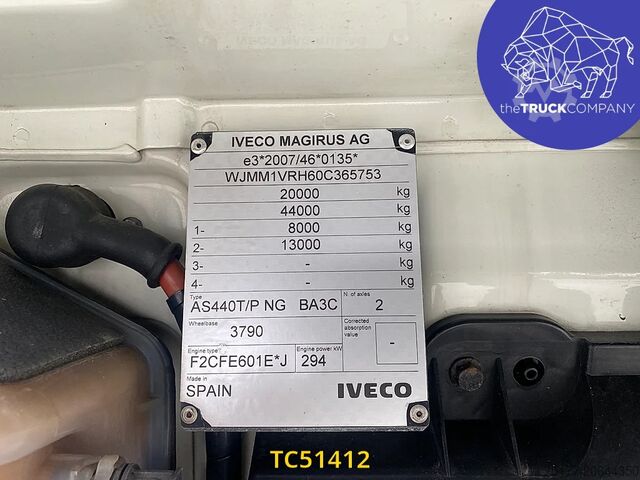 theTRUCKCOMPANY
IVECO MAGIRUS AG
e3*2007/46*0135*
WJMM1VRH60C365753
20000 kg
44000 kg
1- 8000 kg
2- 13000 kg
3- - kg
4- - kg
Type N. of axles
AS440T/P NG BA3C 2
Wheelbase 3790
Corrected absorption value -
Engine type Engine power kW
F2CFE601E*J 294
Made in
SPAIN IVECO
TC51412